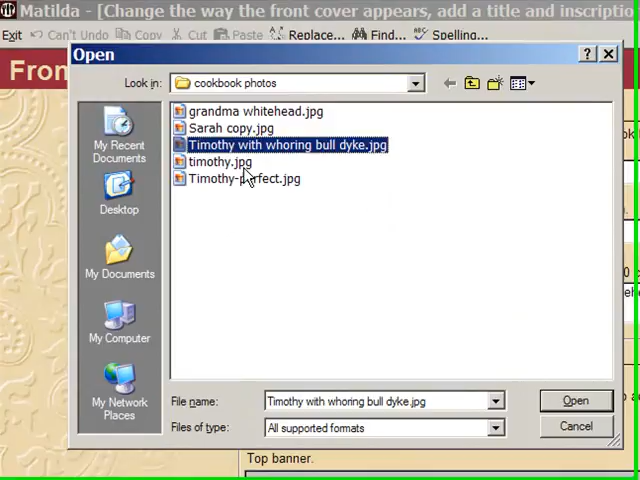 Matilda - [Change the way the front cover appears, add a title and inscriptio
Exit Can't Undo Copy Cut Paste Replace... Find... Spelling...
Fron
Open
Look in: cookbook photos
grandma whitehead.jpg
Sarah copy.jpg
Timothy with whoring bull dyke.jpg
timothy.jpg
Timothy-perfect.jpg
My Recent
Documents
Desktop
My Documents
My Computer
My Network
Places
File name: Timothy with whoring bull dyke.jpg Open
Files of type: All supported formats Cancel
Top banner.